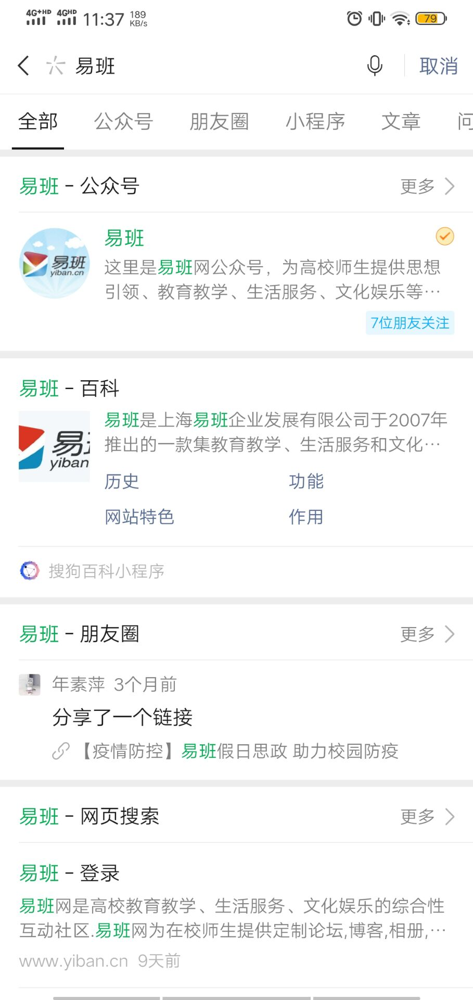 4G+HD 4GHD 11:37 189 KB/s 79
易班 取消
全部 公众号 朋友圈 小程序 文章 问
易班 - 公众号 更多
易班
易班
yiban.cn
这里是易班网公众号，为高校师生提供思想
引领、教育教学、生活服务、文化娱乐等…
7位朋友关注
易班 - 百科
易班
yiban
易班是上海易班企业发展有限公司于2007年
推出的一款集教育教学、生活服务和文化…
历史 功能
网站特色 作用
搜狗百科小程序
易班 - 朋友圈 更多
年素萍 3个月前
分享了一个链接
【疫情防控】易班假日思政 助力校园防疫
易班 - 网页搜索 更多
易班 - 登录
易班网是高校教育教学、生活服务、文化娱乐的综合性
互动社区.易班网为在校师生提供定制论坛,博客,相册,…
www.yiban.cn 9天前